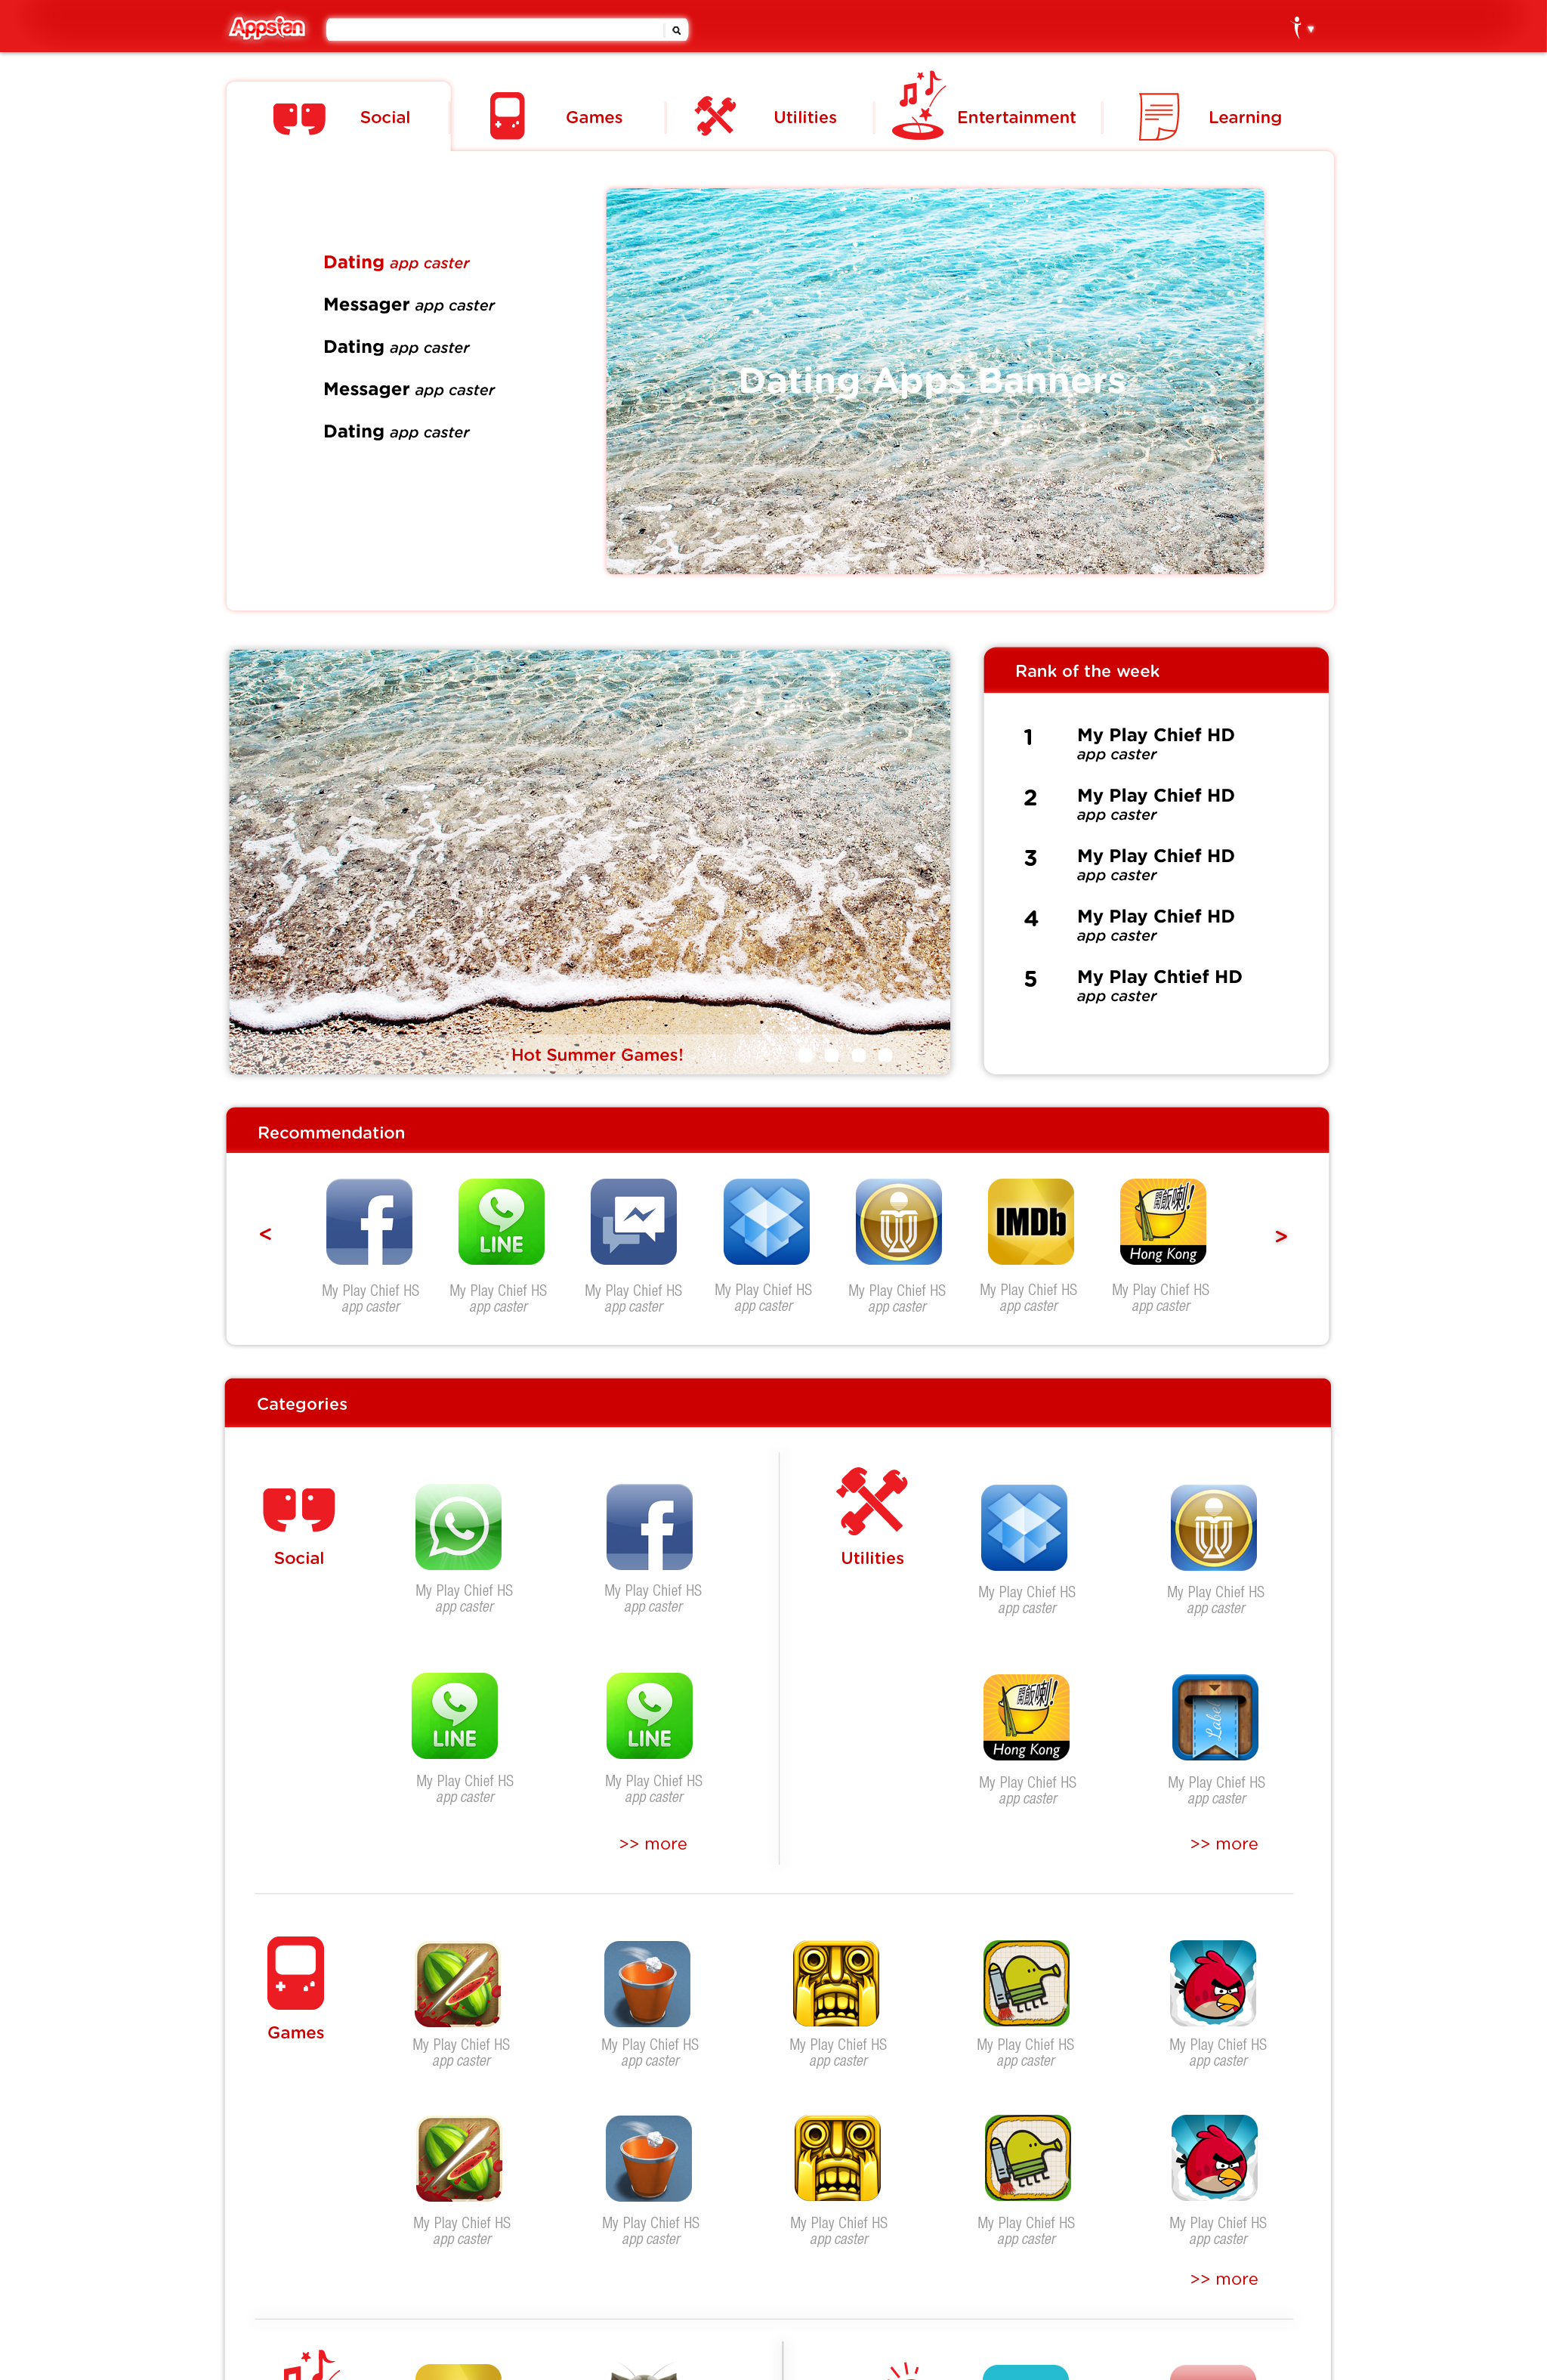 Appstan
Social
Games
Utilities
Entertainment
Learning
Dating app caster
Messager app caster
Dating app caster
Messager app caster
Dating app caster
Dating Apps Banners
Hot Summer Games!
Rank of the week
1 My Play Chief HD
app caster
2 My Play Chief HD
app caster
3 My Play Chief HD
app caster
4 My Play Chief HD
app caster
5 My Play Chtief HD
app caster
Recommendation
<
LINE
IMDb
開飯喇!
Hong Kong
>
My Play Chief HS
app caster
My Play Chief HS
app caster
My Play Chief HS
app caster
My Play Chief HS
app caster
My Play Chief HS
app caster
My Play Chief HS
app caster
My Play Chief HS
app caster
Categories
Social
My Play Chief HS
app caster
My Play Chief HS
app caster
LINE
LINE
My Play Chief HS
app caster
My Play Chief HS
app caster
>> more
Utilities
My Play Chief HS
app caster
My Play Chief HS
app caster
開飯喇!
Hong Kong
Label
My Play Chief HS
app caster
My Play Chief HS
app caster
>> more
Games
My Play Chief HS
app caster
My Play Chief HS
app caster
My Play Chief HS
app caster
My Play Chief HS
app caster
My Play Chief HS
app caster
My Play Chief HS
app caster
My Play Chief HS
app caster
My Play Chief HS
app caster
My Play Chief HS
app caster
My Play Chief HS
app caster
>> more